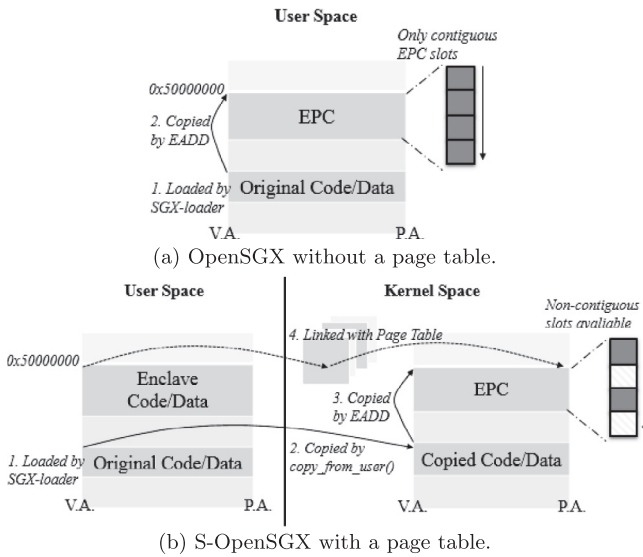 User Space
Only contiguous
EPC slots
0x50000000
2. Copied
by EADD
EPC
1. Loaded by
SGX-loader
Original Code/Data
V.A.
P.A.
(a) OpenSGX without a page table.
User Space
Kernel Space
Non-contiguous
slots avaliable
4. Linked with Page Table
0x50000000
Enclave
Code/Data
3. Copied
by EADD
EPC
1. Loaded by
SGX-loader
Original Code/Data
2. Copied by
copy_from_user()
Copied Code/Data
V.A.
P.A.
V.A.
P.A.
(b) S-OpenSGX with a page table.